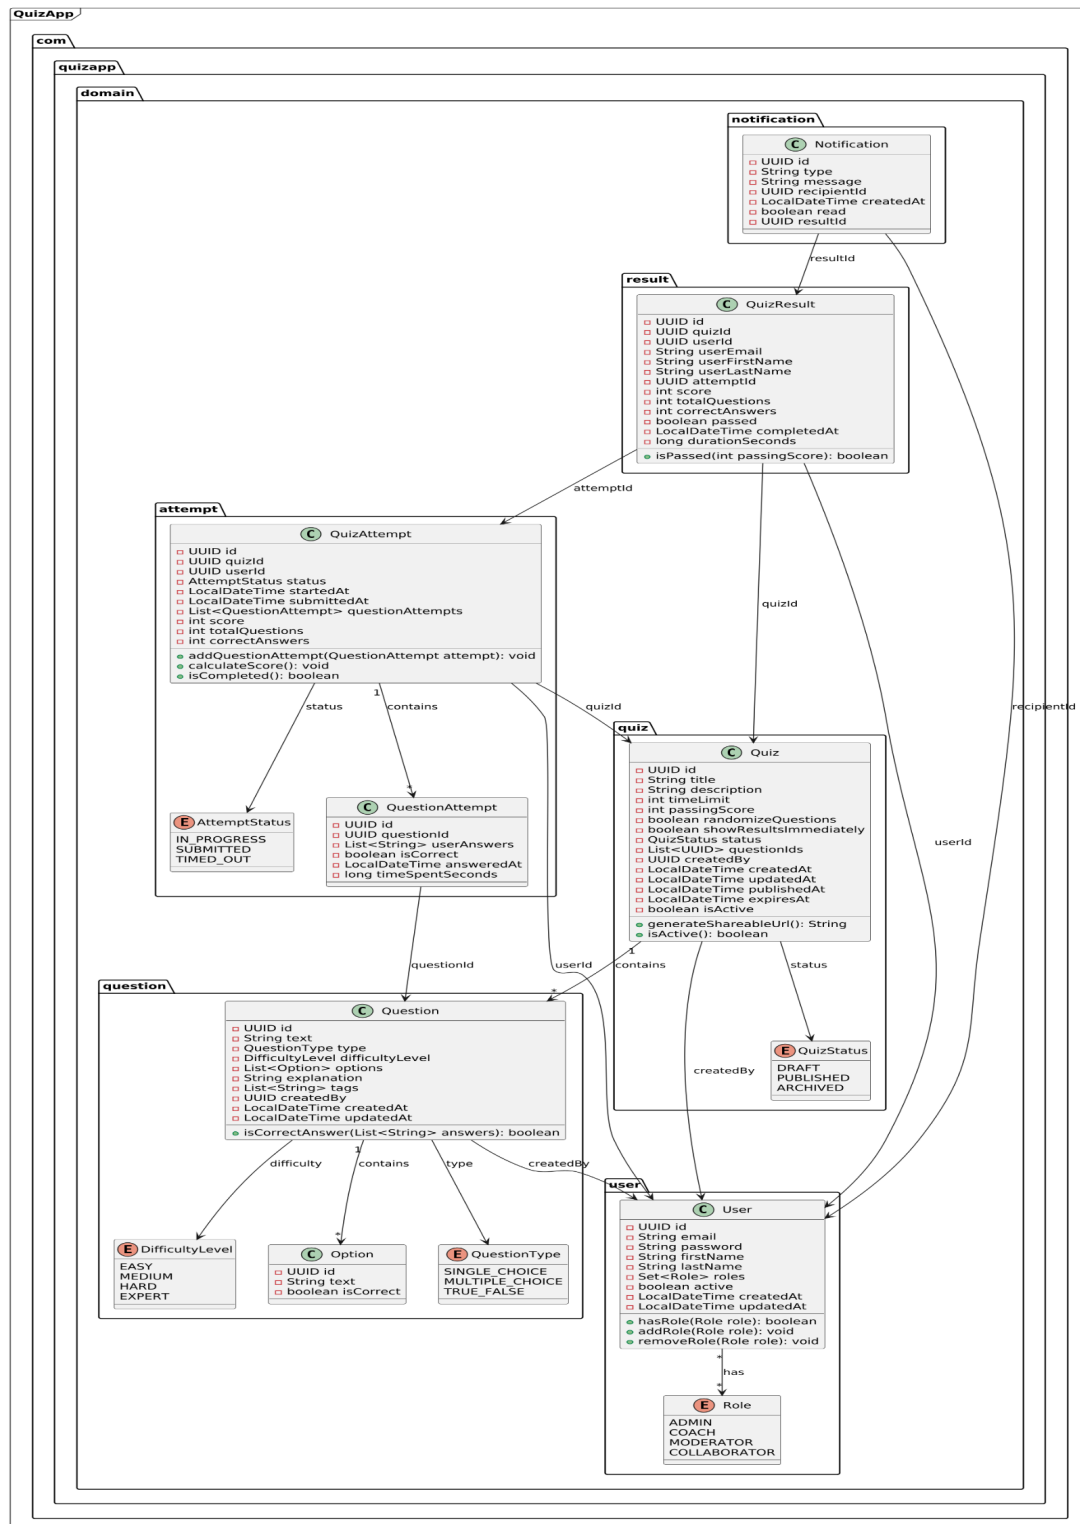 QuizApp
com
quizapp
domain
notification
C Notification
UUID id
String type
String message
UUID recipientId
LocalDateTime createdAt
boolean read
UUID resultId
resultId
result
C QuizResult
UUID id
UUID quizId
UUID userId
String userEmail
String userFirstName
String userLastName
UUID attemptId
int score
int totalQuestions
int correctAnswers
boolean passed
LocalDateTime completedAt
long durationSeconds
isPassed(int passingScore): boolean
attemptId
attempt
C QuizAttempt
UUID id
UUID quizId
UUID userId
AttemptStatus status
LocalDateTime startedAt
LocalDateTime submittedAt
List<QuestionAttempt> questionAttempts
int score
int totalQuestions
int correctAnswers
addQuestionAttempt(QuestionAttempt attempt): void
calculateScore(): void
isCompleted(): boolean
quizId
1
status
contains
quizId
recipientId
*
quiz
C Quiz
UUID id
String title
String description
int timeLimit
int passingScore
boolean randomizeQuestions
boolean showResultsImmediately
QuizStatus status
List<UUID> questionIds
UUID createdBy
LocalDateTime createdAt
LocalDateTime updatedAt
LocalDateTime publishedAt
LocalDateTime expiresAt
boolean isActive
generateShareableUrl(): String
isActive(): boolean
E AttemptStatus
IN_PROGRESS
SUBMITTED
TIMED_OUT
C QuestionAttempt
UUID id
UUID questionId
List<String> userAnswers
boolean isCorrect
LocalDateTime answeredAt
long timeSpentSeconds
userId
1
questionId
userId
contains
status
*
question
C Question
UUID id
String text
QuestionType type
DifficultyLevel difficultyLevel
List<Option> options
String explanation
List<String> tags
UUID createdBy
LocalDateTime createdAt
LocalDateTime updatedAt
isCorrectAnswer(List<String> answers): boolean
E QuizStatus
DRAFT
PUBLISHED
ARCHIVED
createdBy
1
difficulty
contains
type
createdBy
*
user
C User
UUID id
String email
String password
String firstName
String lastName
Set<Role> roles
boolean active
LocalDateTime createdAt
LocalDateTime updatedAt
hasRole(Role role): boolean
addRole(Role role): void
removeRole(Role role): void
E DifficultyLevel
EASY
MEDIUM
HARD
EXPERT
C Option
UUID id
String text
boolean isCorrect
E QuestionType
SINGLE_CHOICE
MULTIPLE_CHOICE
TRUE_FALSE
*
has
*
E Role
ADMIN
COACH
MODERATOR
COLLABORATOR